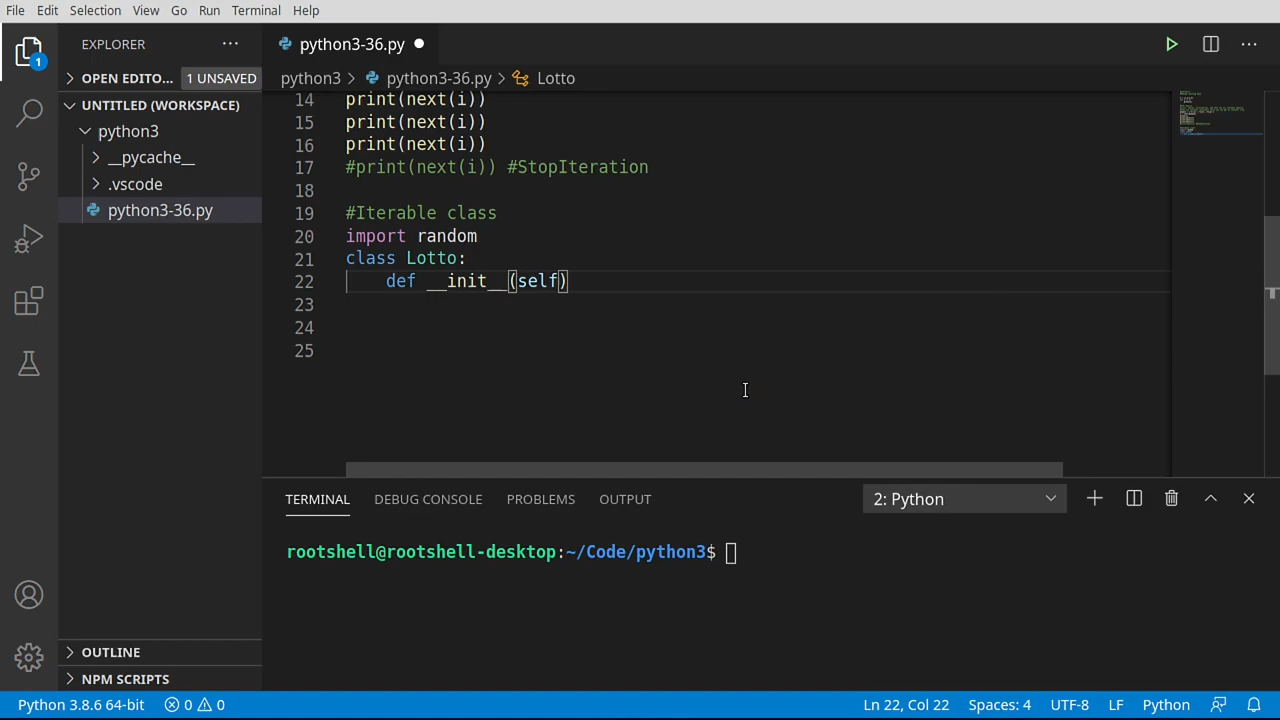 File Edit Selection View Go Run Terminal Help
EXPLORER
python3-36.py
1
OPEN EDITO... 1 UNSAVED
python3 > python3-36.py > Lotto
UNTITLED (WORKSPACE)
python3
__pycache__
.vscode
python3-36.py
14 print(next(i))
15 print(next(i))
16 print(next(i))
17 #print(next(i)) #StopIteration
18
19 #Iterable class
20 import random
21 class Lotto:
22 def __init__(self)
23
24
25
TERMINAL DEBUG CONSOLE PROBLEMS OUTPUT 2: Python
rootshell@rootshell-desktop:~/Code/python3$
OUTLINE
NPM SCRIPTS
Python 3.8.6 64-bit 0 0 Ln 22, Col 22 Spaces: 4 UTF-8 LF Python